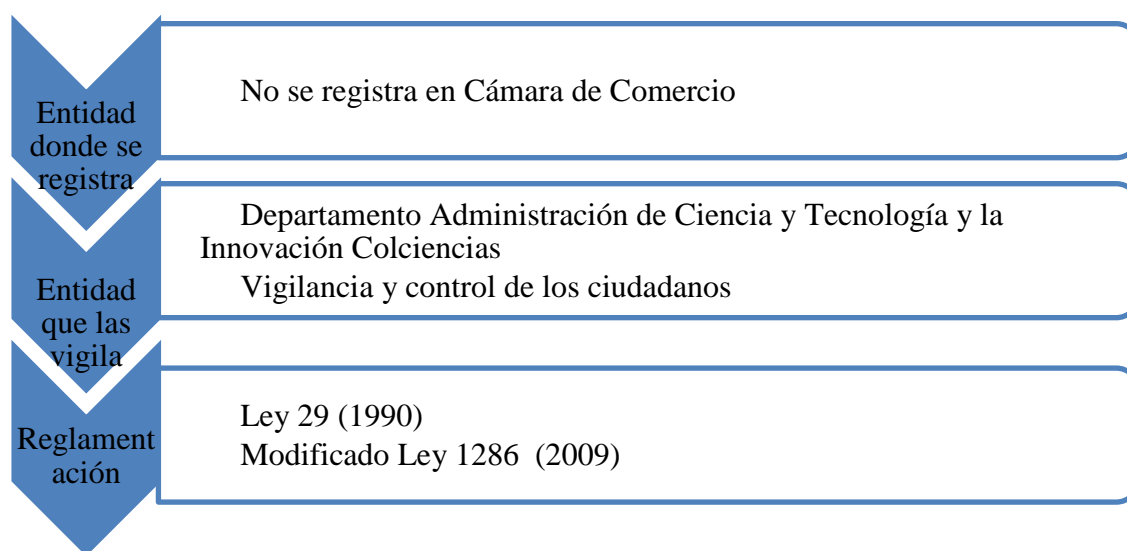 Entidad
donde se
registra
No se registra en Cámara de Comercio
Entidad
que las
vigila
Departamento Administración de Ciencia y Tecnología y la
Innovación Colciencias
Vigilancia y control de los ciudadanos
Reglament
ación
Ley 29 (1990)
Modificado Ley 1286  (2009)